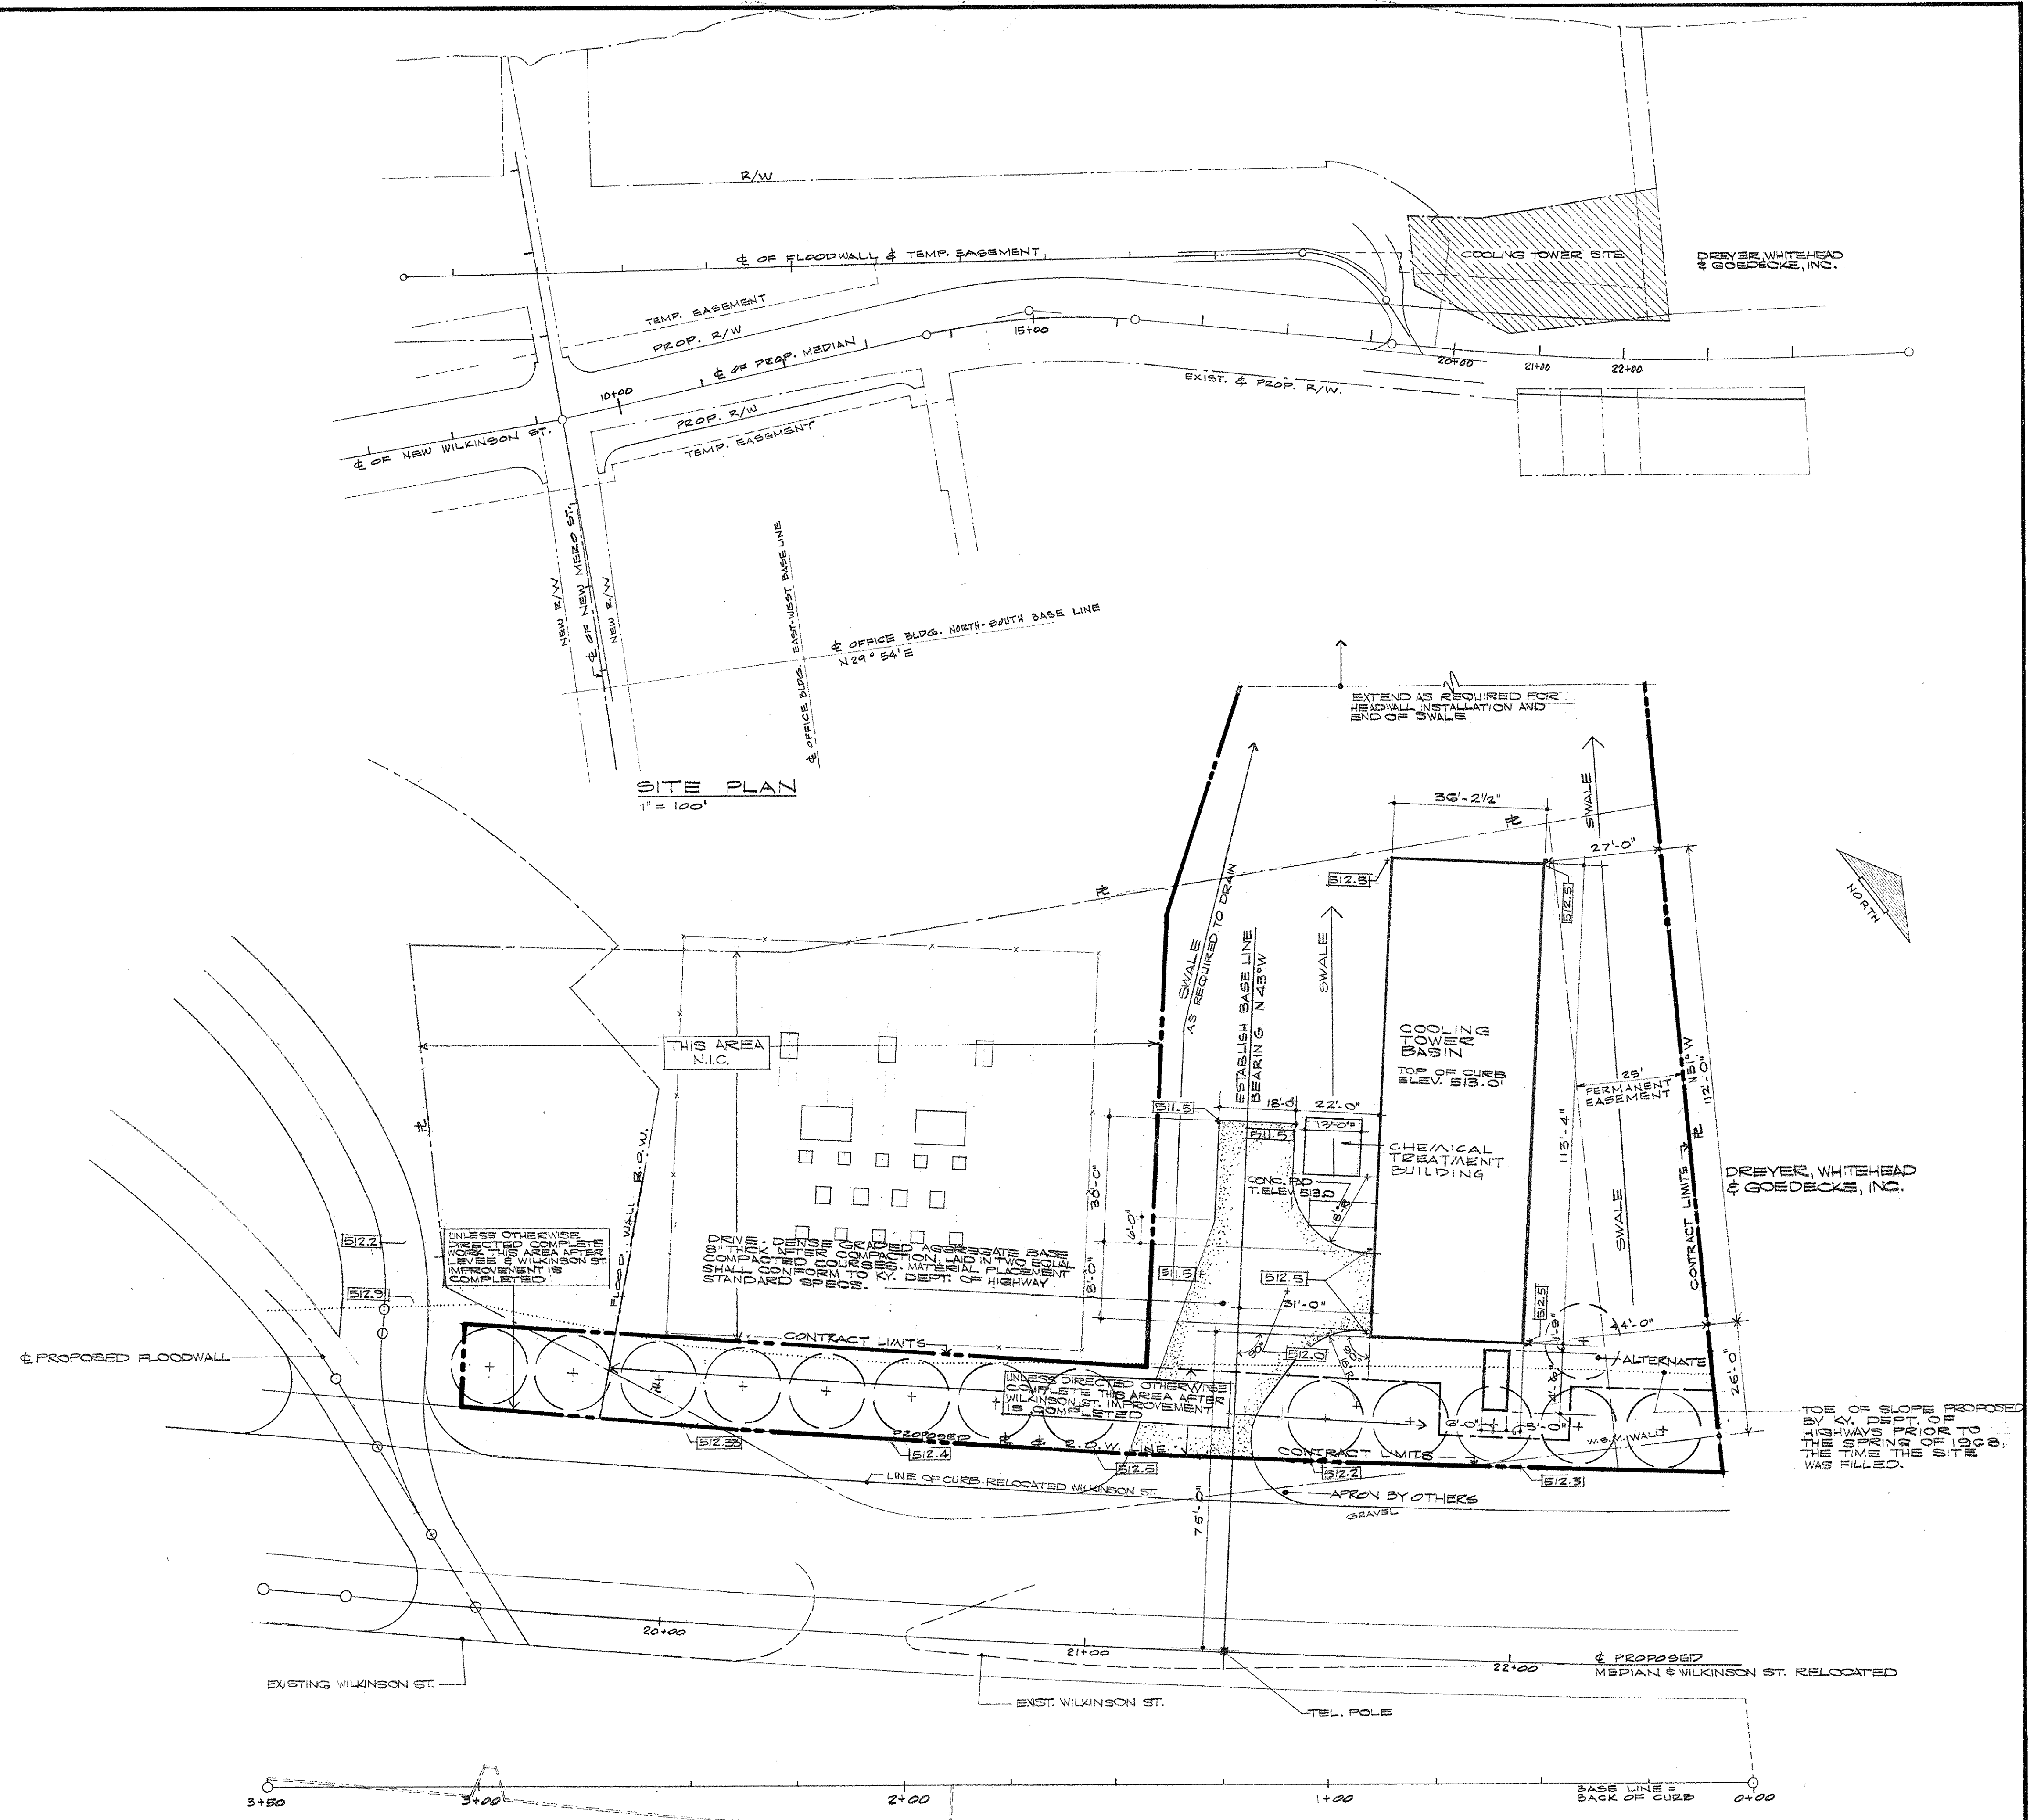 R/W
℄ OF FLOODWALL & TEMP. EASEMENT
COOLING TOWER SITE
DREYER, WHITEHEAD
& GOEDECKE, INC.
TEMP. EASEMENT
PROP. R/W
℄ OF PROP. MEDIAN
15+00
20+00
21+00
22+00
EXIST. & PROP. R/W.
10+00
PROP. R/W
TEMP. EASEMENT
℄ OF NEW WILKINSON ST.
NEW R/W
℄ OF NEW MERO ST.
NEW R/W
℄ OFFICE BLDG. EAST-WEST BASE LINE
℄ OFFICE BLDG. NORTH-SOUTH BASE LINE
N 29° 54' E
SITE PLAN
1" = 100'
EXTEND AS REQUIRED FOR
HEADWALL INSTALLATION AND
END OF SWALE
36'-2½"
SWALE
PL
27'-0"
NORTH
512.5
512.5
PL
SWALE
AS REQUIRED TO DRAIN
ESTABLISH BASE LINE
BEARING N 43° W
SWALE
COOLING
TOWER
BASIN
TOP OF CURB
ELEV. 513.0'
THIS AREA
N.I.C.
25'
PERMANENT
EASEMENT
N51°W
112'-0"
PL
CONTRACT LIMITS
113'-4"
SWALE
511.5
18'-0"
22'-0"
511.5
13'-0"
CHEMICAL
TREATMENT
BUILDING
CONC. PAD
T. ELEV. 513.0
18'-R
30'-0"
6'-0"
18'-0"
DREYER, WHITEHEAD
& GOEDECKE, INC.
PL
FLOOD WALL R.O.W.
512.2
512.9
UNLESS OTHERWISE
DIRECTED COMPLETE
WORK THIS AREA AFTER
LEVEE & WILKINSON ST.
IMPROVEMENT IS
COMPLETED
DRIVE - DENSE GRADED AGGREGATE BASE
8" THICK AFTER COMPACTION, LAID IN TWO EQUAL
COMPACTED COURSES. MATERIAL PLACEMENT
SHALL CONFORM TO KY. DEPT. OF HIGHWAY
STANDARD SPECS.
511.5
512.5
31'-0"
512.5
512.0
90°
90°
44'-0"
26'-0"
ALTERNATE
℄ PROPOSED FLOODWALL
CONTRACT LIMITS
PL
UNLESS DIRECTED OTHERWISE
COMPLETE THIS AREA AFTER
WILKINSON ST. IMPROVEMENT
IS COMPLETED
6'-0"
3'-0"
W.S.M. WALL
TOE OF SLOPE PROPOSED
BY KY. DEPT. OF
HIGHWAYS PRIOR TO
THE SPRING OF 1968,
THE TIME THE SITE
WAS FILLED.
PROPOSED PL & R.O.W. LINE
CONTRACT LIMITS
512.4
512.5
512.2
512.3
LINE OF CURB-RELOCATED WILKINSON ST.
APRON BY OTHERS
GRAVEL
75'-0"
20+00
21+00
22+00
℄ PROPOSED
MEDIAN & WILKINSON ST. RELOCATED
EXISTING WILKINSON ST.
EXIST. WILKINSON ST.
TEL. POLE
3+50
3+00
2+00
1+00
BASE LINE =
BACK OF CURB
0+00